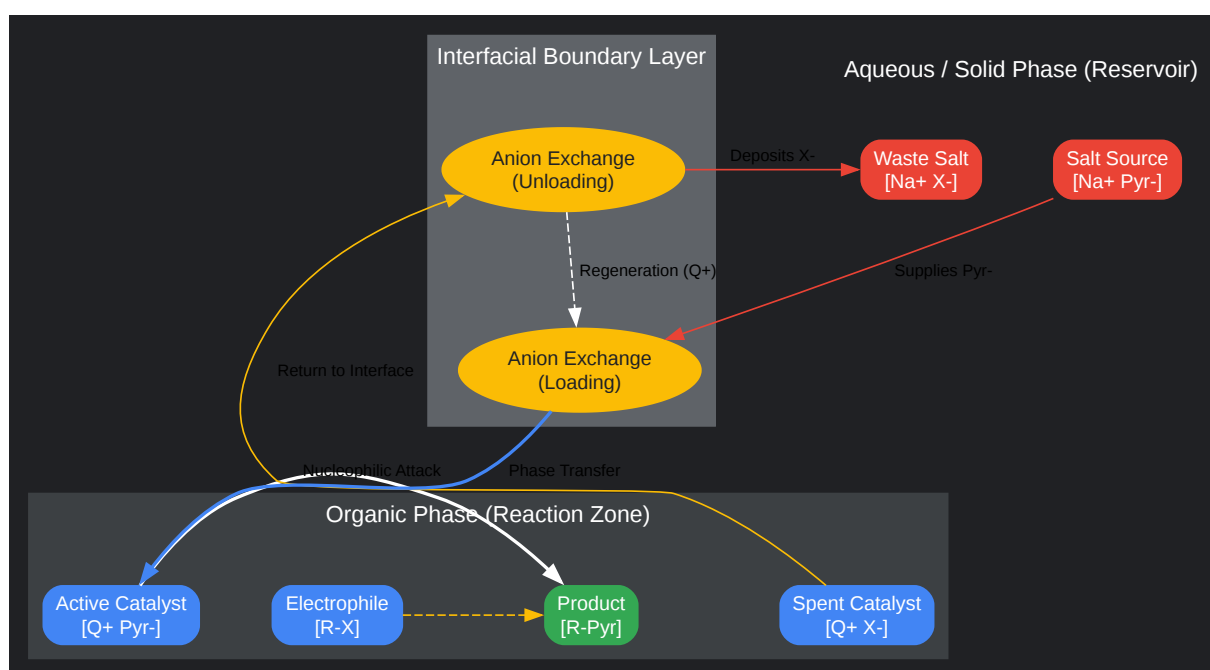 Interfacial Boundary Layer
Aqueous / Solid Phase (Reservoir)
Anion Exchange
(Unloading)
Deposits X-
Waste Salt
[Na+ X-]
Salt Source
[Na+ Pyr-]
Regeneration (Q+)
Supplies Pyr-
Anion Exchange
(Loading)
Return to Interface
Nucleophilic Attack
Phase Transfer
Organic Phase (Reaction Zone)
Active Catalyst
[Q+ Pyr-]
Electrophile
[R-X]
Product
[R-Pyr]
Spent Catalyst
[Q+ X-]